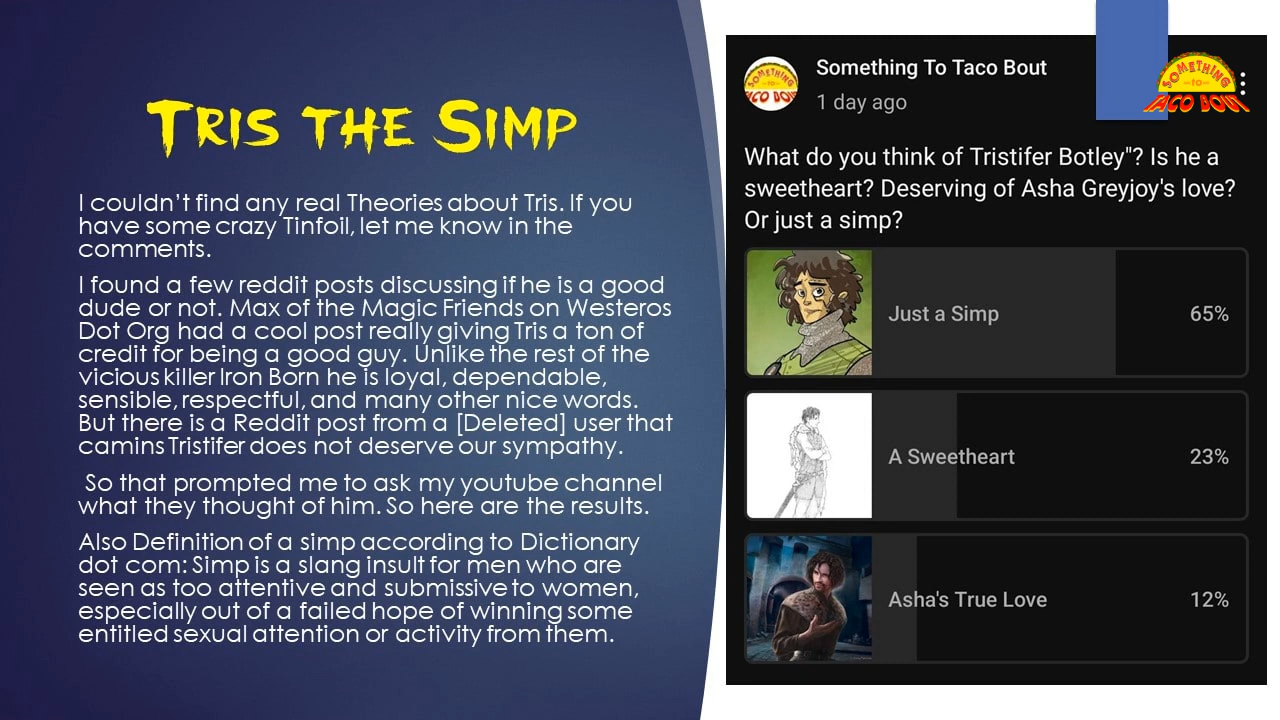 Tris the Simp
I couldn't find any real Theories about Tris. If you
have some crazy Tinfoil, let me know in the
comments.
I found a few reddit posts discussing if he is a good
dude or not. Max of the Magic Friends on Westeros
Dot Org had a cool post really giving Tris a ton of
credit for being a good guy. Unlike the rest of the
vicious killer Iron Born he is loyal, dependable,
sensible, respectful, and many other nice words.
But there is a Reddit post from a [Deleted] user that
camins Tristifer does not deserve our sympathy.
So that prompted me to ask my youtube channel
what they thought of him. So here are the results.
Also Definition of a simp according to Dictionary
dot com: Simp is a slang insult for men who are
seen as too attentive and submissive to women,
especially out of a failed hope of winning some
entitled sexual attention or activity from them.
SOMETHING
TO
TACO BOUT
Something To Taco Bout
1 day ago
SOMETHING
TO
TACO BOUT
What do you think of Tristifer Botley"? Is he a
sweetheart? Deserving of Asha Greyjoy's love?
Or just a simp?
Just a Simp 65%
A Sweetheart 23%
Asha's True Love 12%